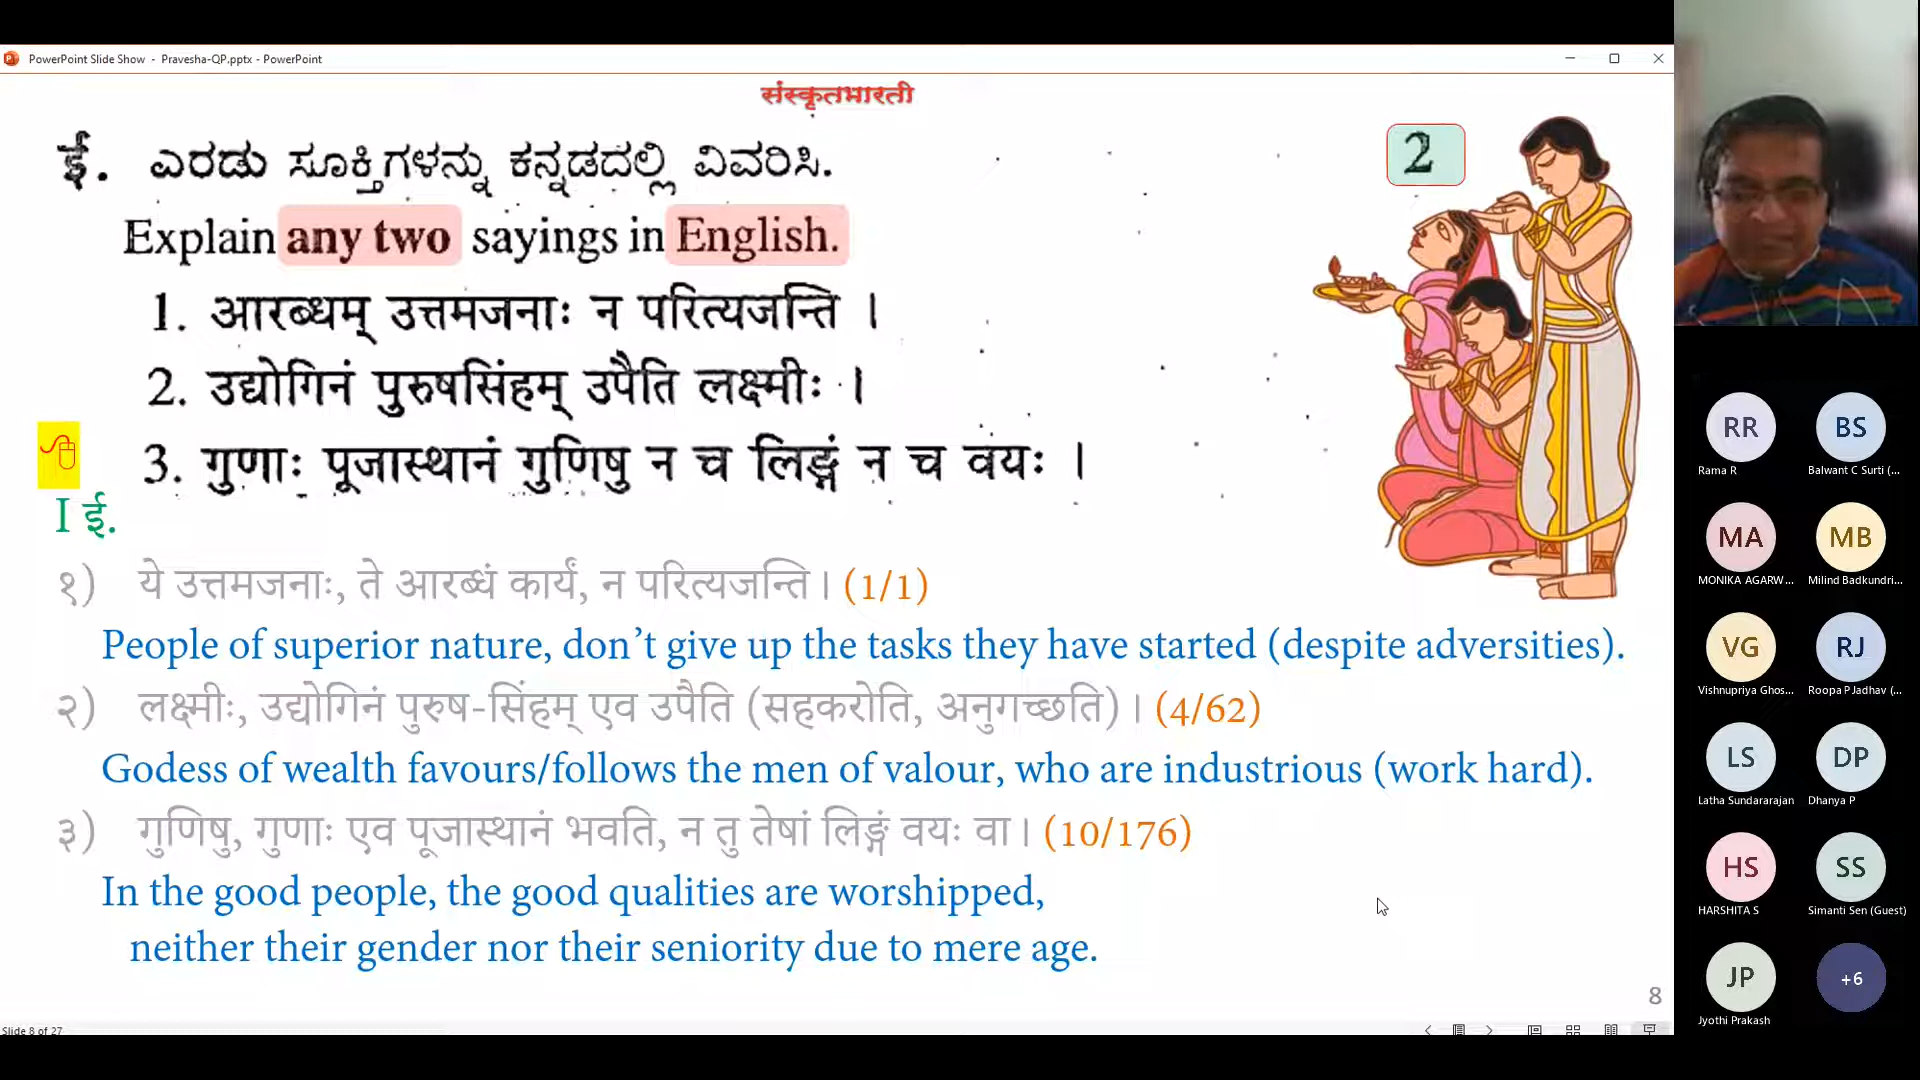 PowerPoint Slide Show - Pravesha-QP.pptx - PowerPoint
संस्कृतभारती
ई. ಎರಡು ಸೂಕ್ತಿಗಳನ್ನು ಕನ್ನಡದಲ್ಲಿ ವಿವರಿಸಿ.
2
Explain any two sayings in English.
1. आरब्धम् उत्तमजनाः न परित्यजन्ति ।
2. उद्योगिनं पुरुषसिंहम् उपैति लक्ष्मीः ।
3. गुणाः पूजास्थानं गुणिषु न च लिङ्गं न च वयः ।
I ई.
१) ये उत्तमजनाः, ते आरब्धं कार्यं, न परित्यजन्ति। (1/1)
People of superior nature, don’t give up the tasks they have started (despite adversities).
२) लक्ष्मीः, उद्योगिनं पुरुष-सिंहम् एव उपैति (सहकरोति, अनुगच्छति)। (4/62)
Godess of wealth favours/follows the men of valour, who are industrious (work hard).
३) गुणिषु, गुणाः एव पूजास्थानं भवति, न तु तेषां लिङ्गं वयः वा। (10/176)
In the good people, the good qualities are worshipped,
neither their gender nor their seniority due to mere age.
8
Slide 8 of 27
RR
BS
Rama R
Balwant C Surti (...
MA
MB
MONIKA AGARW...
Milind Badkundri...
VG
RJ
Vishnupriya Ghos...
Roopa P Jadhav (...
LS
DP
Latha Sundararajan
Dhanya P
HS
SS
HARSHITA S
Simanti Sen (Guest)
JP
+6
Jyothi Prakash